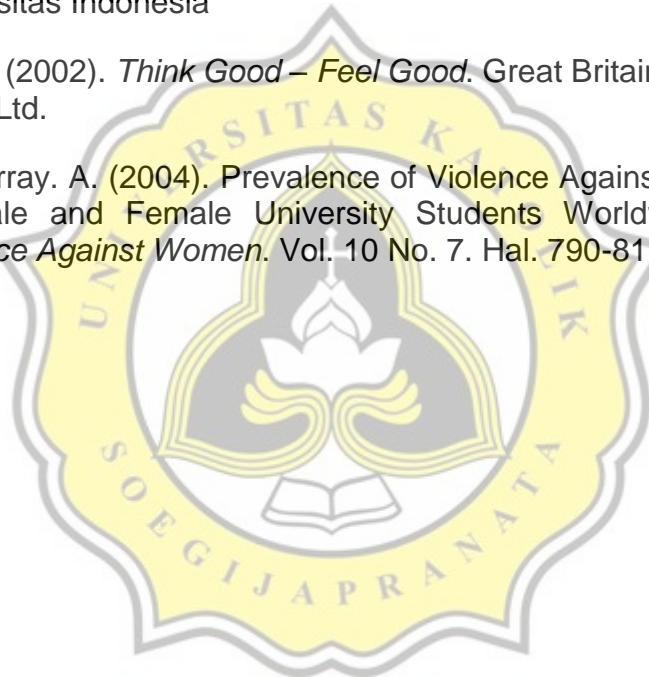 sitas Indonesia
(2002). Think Good – Feel Good. Great Britain
Ltd.
rray. A. (2004). Prevalence of Violence Agains
ale and Female University Students World
ce Against Women. Vol. 10 No. 7. Hal. 790-81
UNIVERSITAS KATOLIK
SOEGIJAPRANATA